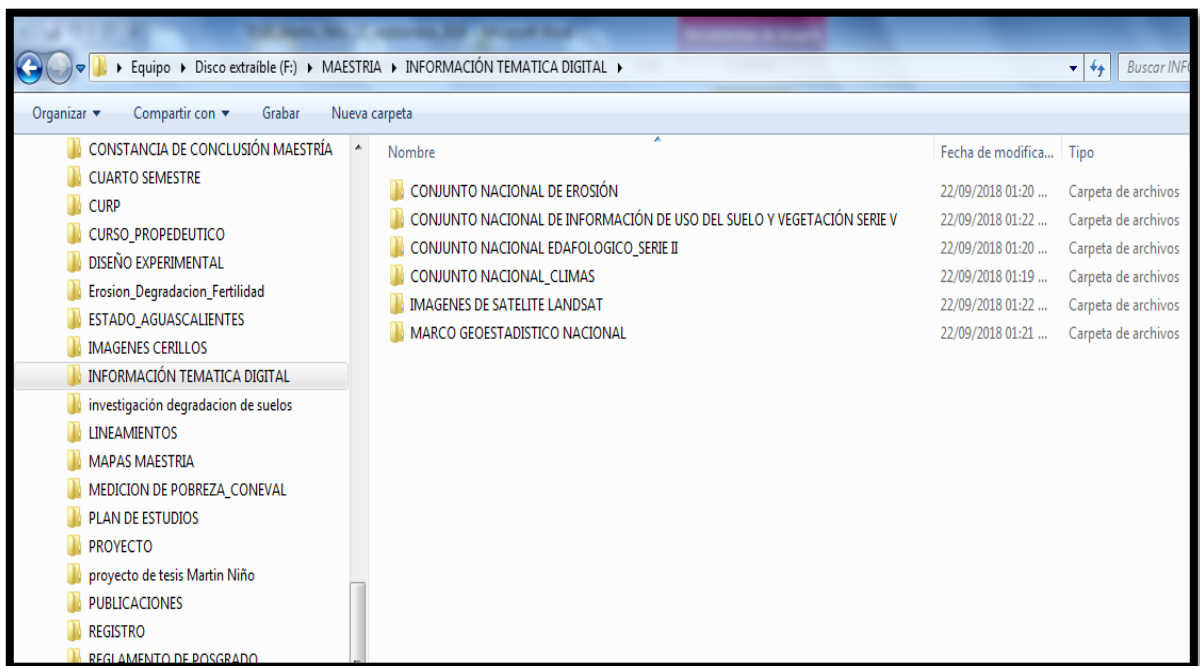 Equipo ▸ Disco extraíble (F:) ▸ MAESTRIA ▸ INFORMACIÓN TEMATICA DIGITAL ▸
Buscar INF
Organizar ▾ Compartir con ▾ Grabar Nueva carpeta
CONSTANCIA DE CONCLUSIÓN MAESTRÍA
CUARTO SEMESTRE
CURP
CURSO_PROPEDEUTICO
DISEÑO EXPERIMENTAL
Erosion_Degradacion_Fertilidad
ESTADO_AGUASCALIENTES
IMAGENES CERILLOS
INFORMACIÓN TEMATICA DIGITAL
investigación degradacion de suelos
LINEAMIENTOS
MAPAS MAESTRIA
MEDICION DE POBREZA_CONEVAL
PLAN DE ESTUDIOS
PROYECTO
proyecto de tesis Martin Niño
PUBLICACIONES
REGISTRO
REGLAMENTO DE POSGRADO
Nombre Fecha de modifica... Tipo
CONJUNTO NACIONAL DE EROSIÓN 22/09/2018 01:20 ... Carpeta de archivos
CONJUNTO NACIONAL DE INFORMACIÓN DE USO DEL SUELO Y VEGETACIÓN SERIE V 22/09/2018 01:22 ... Carpeta de archivos
CONJUNTO NACIONAL EDAFOLOGICO_SERIE II 22/09/2018 01:20 ... Carpeta de archivos
CONJUNTO NACIONAL_CLIMAS 22/09/2018 01:19 ... Carpeta de archivos
IMAGENES DE SATELITE LANDSAT 22/09/2018 01:22 ... Carpeta de archivos
MARCO GEOESTADISTICO NACIONAL 22/09/2018 01:21 ... Carpeta de archivos